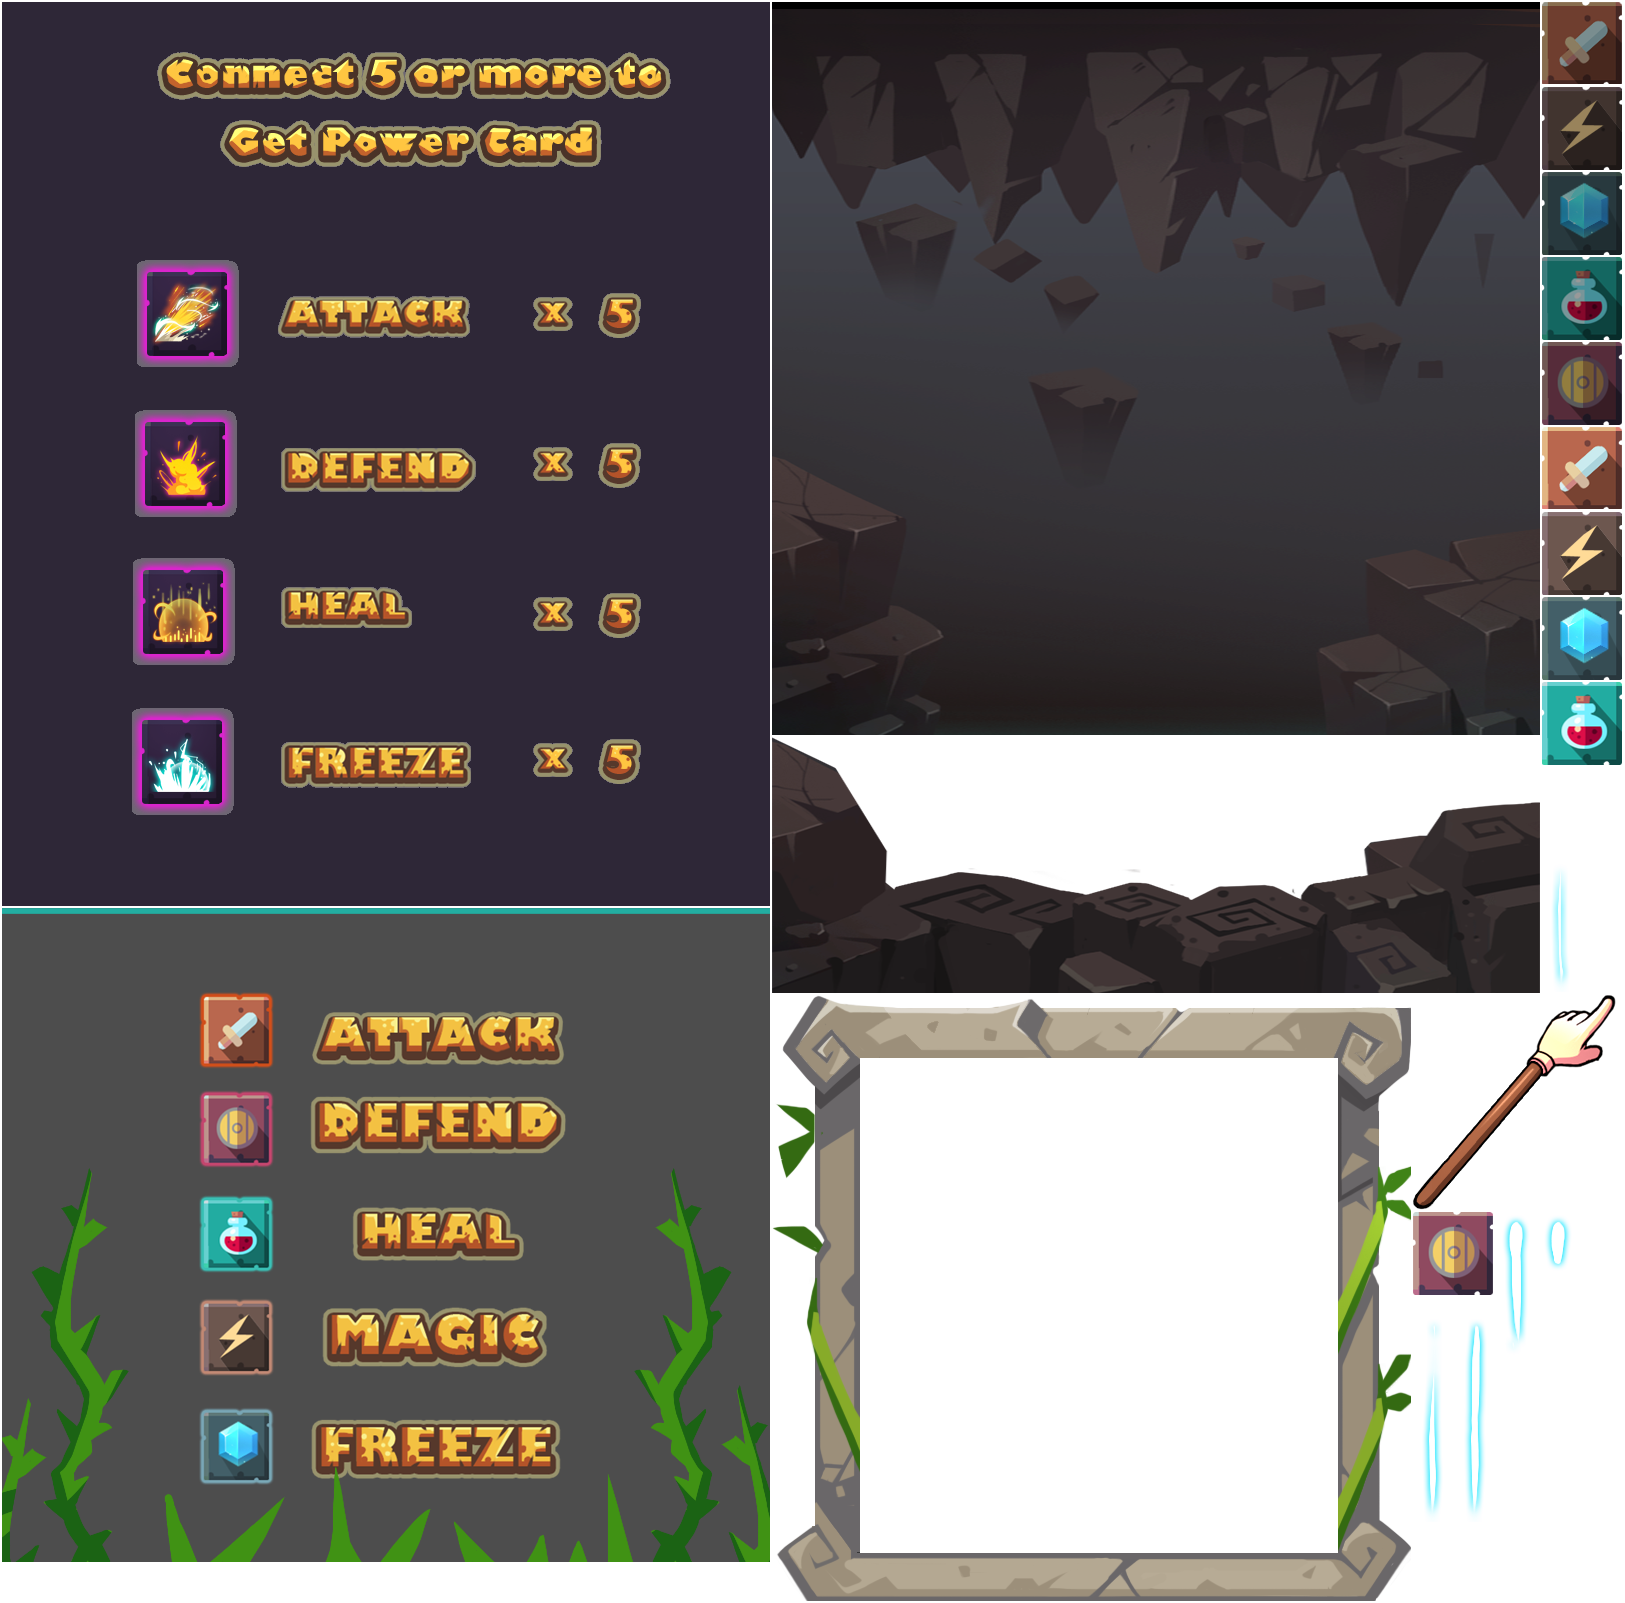 Connect 5 or more to
Get Power Card
ATTACK x 5
DEFEND x 5
HEAL x 5
FREEZE x 5
ATTACK
DEFEND
HEAL
MAGIC
FREEZE